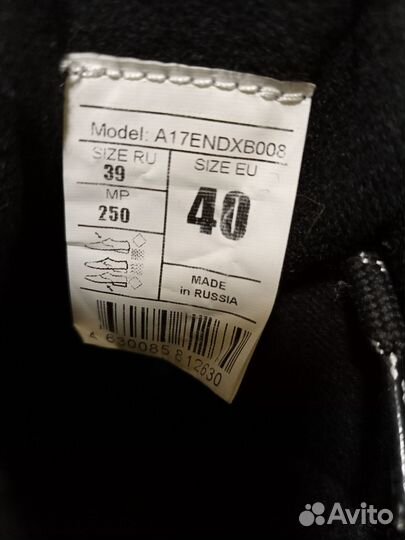 Model: A17ENDXB008
SIZE RU
39
MP
250
SIZE EU
40
MADE
in RUSSIA
4 630085 812630
Avito